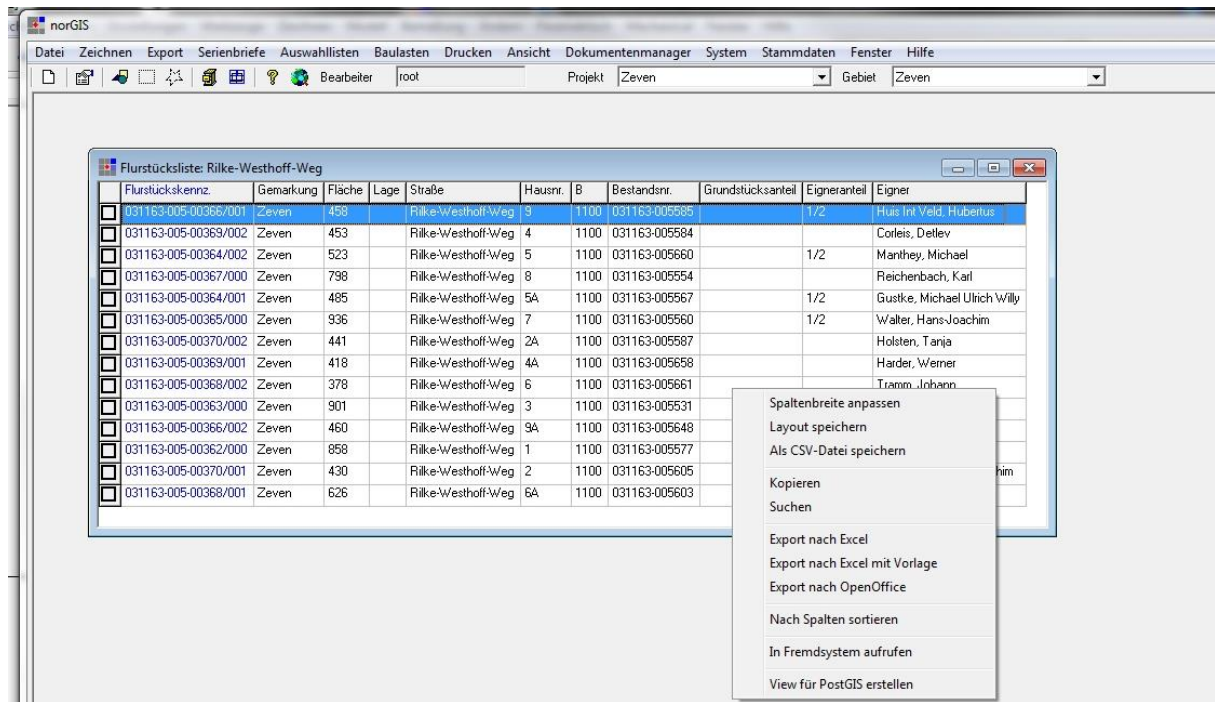 norGIS
Datei Zeichnen Export Serienbriefe Auswahllisten Baulasten Drucken Ansicht Dokumentenmanager System Stammdaten Fenster Hilfe
Bearbeiter root Projekt Zeven Gebiet Zeven
Flurstücksliste: Rilke-Westhoff-Weg
Flurstückskennz. Gemarkung Fläche Lage Straße Hausnr. B Bestandsnr. Grundstücksanteil Eigneranteil Eigner
031163-005-00366/001 Zeven 458 Rilke-Westhoff-Weg 9 1100 031163-005585 1/2 Huis Int Veld, Hubertus
031163-005-00369/002 Zeven 453 Rilke-Westhoff-Weg 4 1100 031163-005584 Corleis, Detlev
031163-005-00364/002 Zeven 523 Rilke-Westhoff-Weg 5 1100 031163-005660 1/2 Manthey, Michael
031163-005-00367/000 Zeven 798 Rilke-Westhoff-Weg 8 1100 031163-005554 Reichenbach, Karl
031163-005-00364/001 Zeven 485 Rilke-Westhoff-Weg 5A 1100 031163-005567 1/2 Gustke, Michael Ulrich Willy
031163-005-00365/000 Zeven 936 Rilke-Westhoff-Weg 7 1100 031163-005560 1/2 Walter, Hans-Joachim
031163-005-00370/002 Zeven 441 Rilke-Westhoff-Weg 2A 1100 031163-005587 Holsten, Tanja
031163-005-00369/001 Zeven 418 Rilke-Westhoff-Weg 4A 1100 031163-005658 Harder, Werner
031163-005-00368/002 Zeven 378 Rilke-Westhoff-Weg 6 1100 031163-005661 Tramm, Johann
031163-005-00363/000 Zeven 901 Rilke-Westhoff-Weg 3 1100 031163-005531
031163-005-00366/002 Zeven 460 Rilke-Westhoff-Weg 9A 1100 031163-005648
031163-005-00362/000 Zeven 858 Rilke-Westhoff-Weg 1 1100 031163-005577
031163-005-00370/001 Zeven 430 Rilke-Westhoff-Weg 2 1100 031163-005605 him
031163-005-00368/001 Zeven 626 Rilke-Westhoff-Weg 6A 1100 031163-005603
Spaltenbreite anpassen
Layout speichern
Als CSV-Datei speichern
Kopieren
Suchen
Export nach Excel
Export nach Excel mit Vorlage
Export nach OpenOffice
Nach Spalten sortieren
In Fremdsystem aufrufen
View für PostGIS erstellen